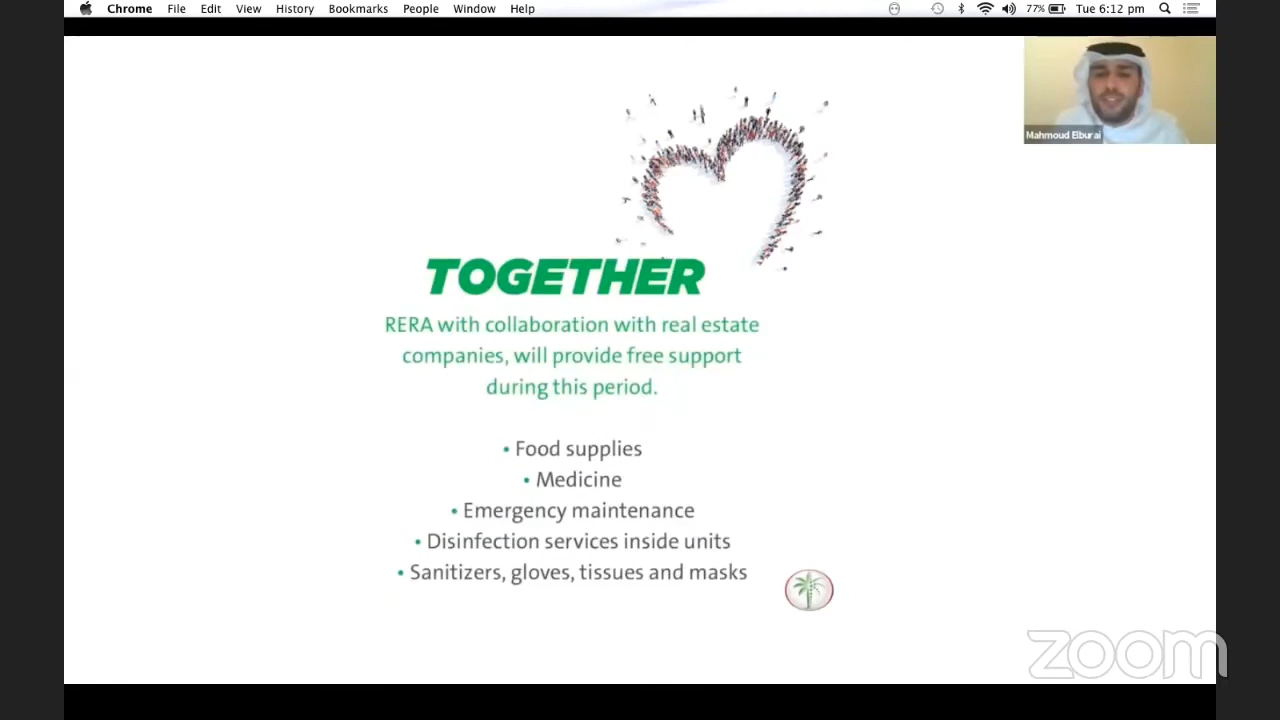 Chrome File Edit View History Bookmarks People Window Help 77% Tue 6:12 pm
Mahmoud Elburai
TOGETHER
RERA with collaboration with real estate
companies, will provide free support
during this period.
• Food supplies
• Medicine
• Emergency maintenance
• Disinfection services inside units
• Sanitizers, gloves, tissues and masks
zoom